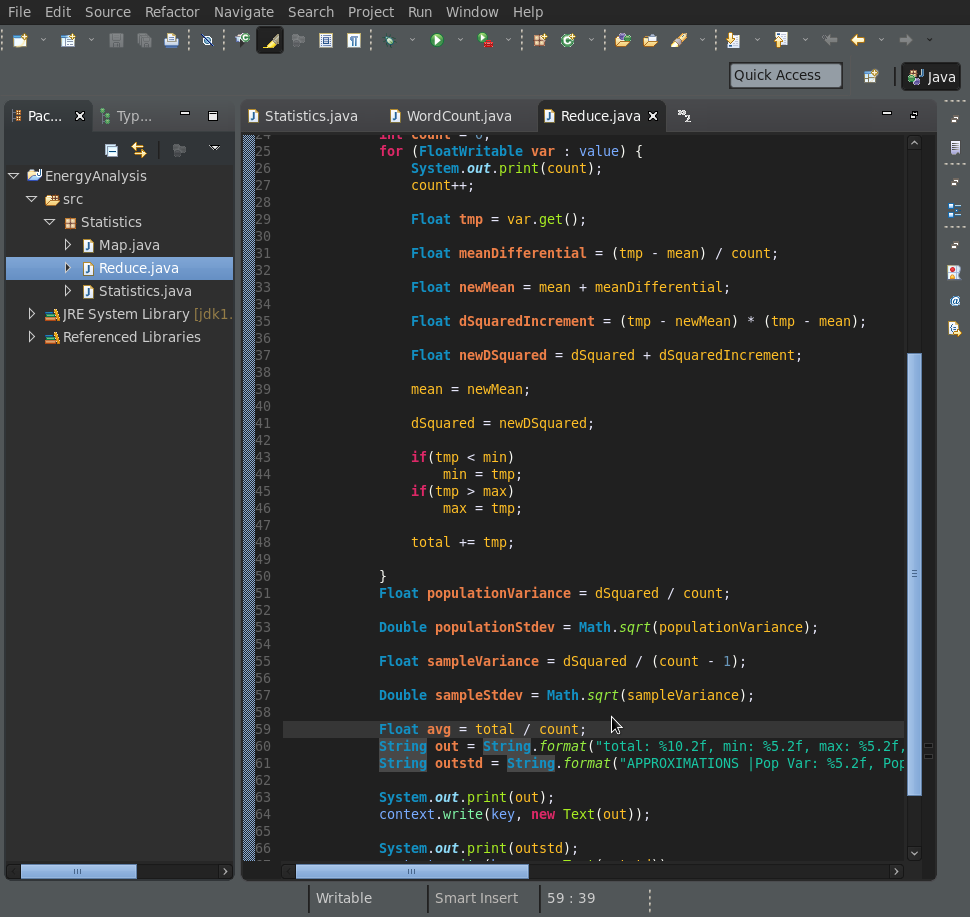 File Edit Source Refactor Navigate Search Project Run Window Help
Quick Access
Java
Pac...
Typ...
Statistics.java
WordCount.java
Reduce.java
EnergyAnalysis
src
Statistics
Map.java
Reduce.java
Statistics.java
JRE System Library [jdk1.
Referenced Libraries
24 int count = 0;
25 for (FloatWritable var : value) {
26 System.out.print(count);
27 count++;
28
29 Float tmp = var.get();
30
31 Float meanDifferential = (tmp - mean) / count;
32
33 Float newMean = mean + meanDifferential;
34
35 Float dSquaredIncrement = (tmp - newMean) * (tmp - mean);
36
37 Float newDSquared = dSquared + dSquaredIncrement;
38
39 mean = newMean;
40
41 dSquared = newDSquared;
42
43 if(tmp < min)
44 min = tmp;
45 if(tmp > max)
46 max = tmp;
47
48 total += tmp;
49
50 }
51 Float populationVariance = dSquared / count;
52
53 Double populationStdev = Math.sqrt(populationVariance);
54
55 Float sampleVariance = dSquared / (count - 1);
56
57 Double sampleStdev = Math.sqrt(sampleVariance);
58
59 Float avg = total / count;
60 String out = String.format("total: %10.2f, min: %5.2f, max: %5.2f,
61 String outstd = String.format("APPROXIMATIONS |Pop Var: %5.2f, Pop
62
63 System.out.print(out);
64 context.write(key, new Text(out));
65
66 System.out.print(outstd);
Writable
Smart Insert
59 : 39